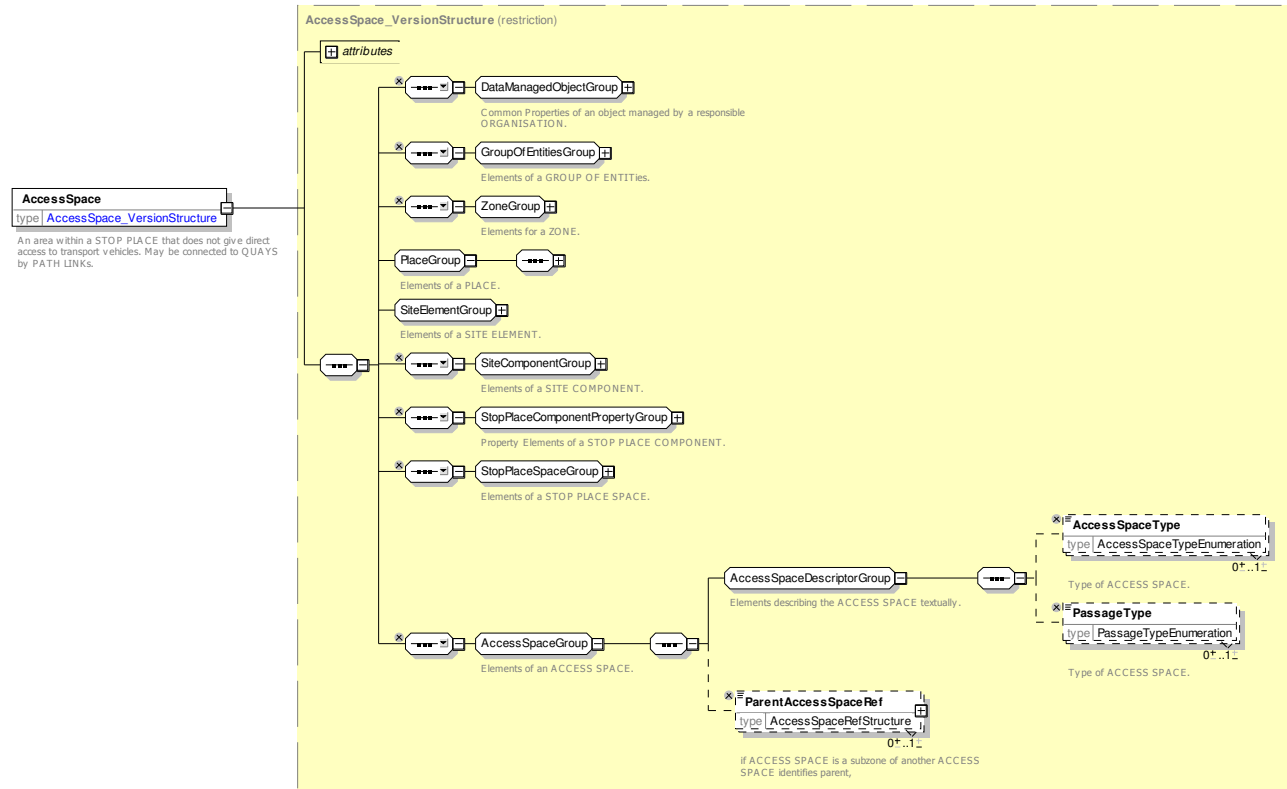 AccessSpace_VersionStructure (restriction)
attributes
DataManagedObjectGroup
Common Properties of an object managed by a responsible
ORGANISATION.
GroupOfEntitiesGroup
Elements of a GROUP OF ENTITies.
AccessSpace
type AccessSpace_VersionStructure
An area within a STOP PLACE that does not give direct
access to transport vehicles. May be connected to QUAYS
by PATH LINKs.
ZoneGroup
Elements for a ZONE.
PlaceGroup
Elements of a PLACE.
SiteElementGroup
Elements of a SITE ELEMENT.
SiteComponentGroup
Elements of a SITE COMPONENT.
StopPlaceComponentPropertyGroup
Property Elements of a STOP PLACE COMPONENT.
StopPlaceSpaceGroup
Elements of a STOP PLACE SPACE.
AccessSpaceType
type AccessSpaceTypeEnumeration
0±..1±
Type of ACCESS SPACE.
AccessSpaceDescriptorGroup
Elements describing the ACCESS SPACE textually.
PassageType
type PassageTypeEnumeration
0±..1±
Type of ACCESS SPACE.
AccessSpaceGroup
Elements of an ACCESS SPACE.
ParentAccessSpaceRef
type AccessSpaceRefStructure
0±..1±
if ACCESS SPACE is a subzone of another ACCESS
SPACE identifies parent,